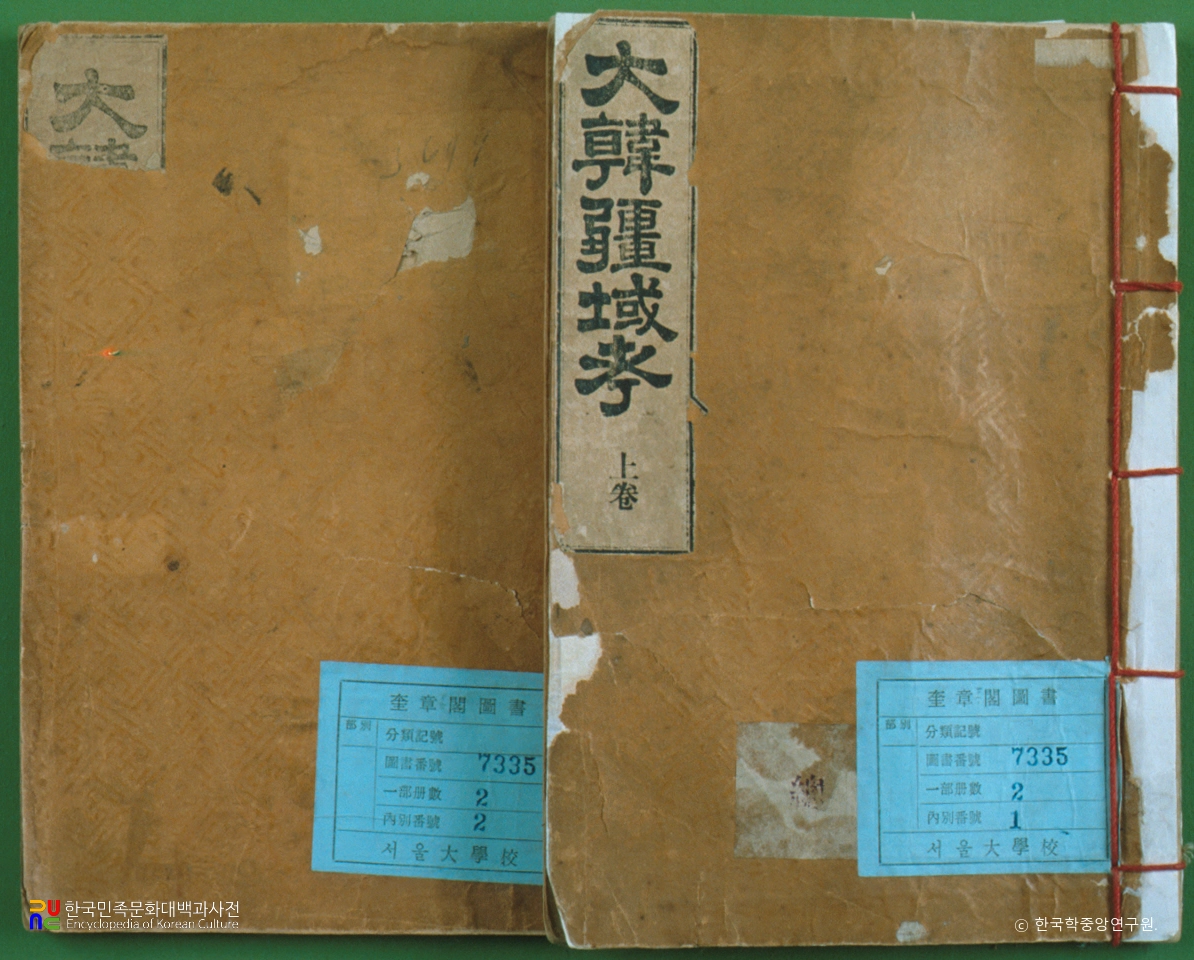 大韓
大韓疆域考
上卷
奎章閣圖書
部別
分類記號
圖書番號 7335
一部册數 2
內別番號 2
서울大學校
奎章閣圖書
部別
分類記號
圖書番號 7335
一部册數 2
內別番號 1
서울大學校
한국민족문화대백과사전
Encyclopedia of Korean Culture
© 한국학중앙연구원.